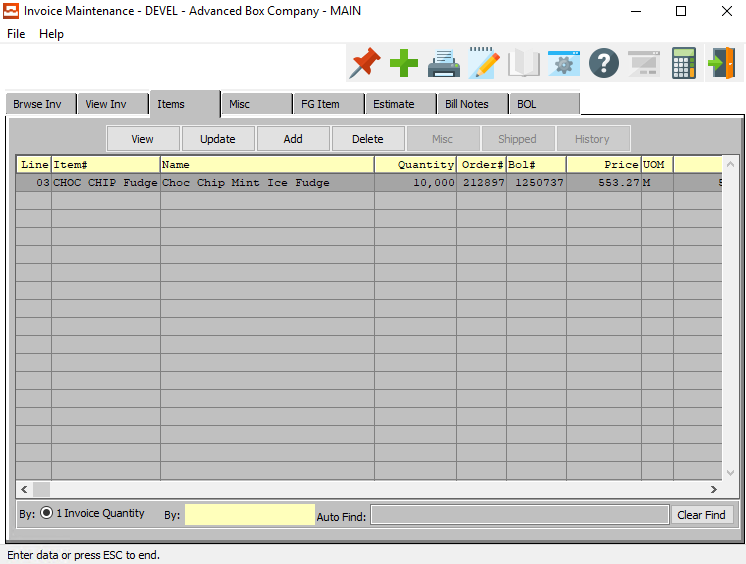 Invoice Maintenance - DEVEL - Advanced Box Company - MAIN
File Help
Brwse Inv View Inv Items Misc FG Item Estimate Bill Notes BOL
View Update Add Delete Misc Shipped History
Line Item# Name Quantity Order# Bol# Price UOM
03 CHOC CHIP Fudge Choc Chip Mint Ice Fudge 10,000 212897 1250737 553.27 M
By: 1 Invoice Quantity By: Auto Find: Clear Find
Enter data or press ESC to end.